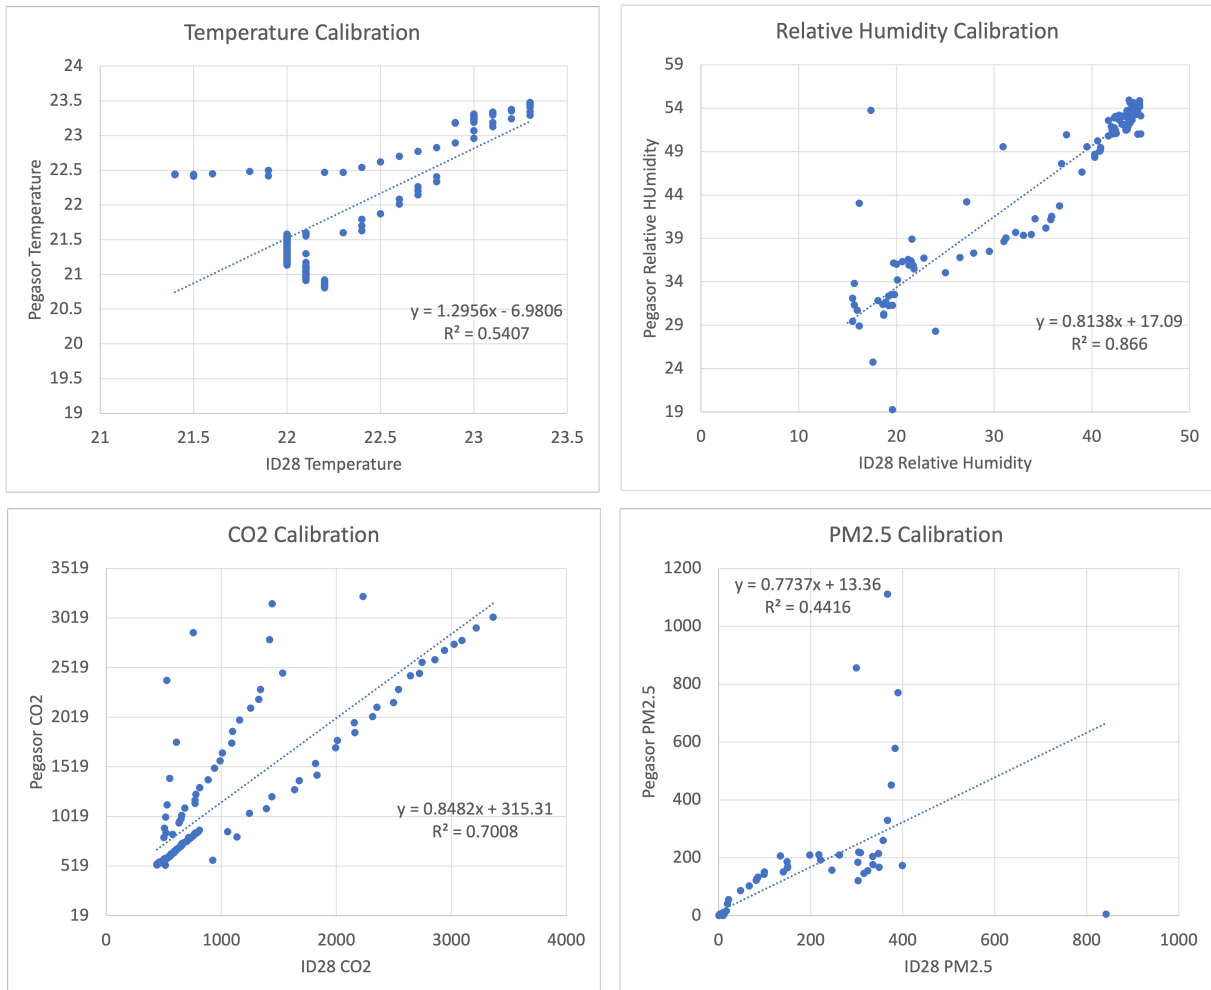 Temperature Calibration
24
23.5
23
22.5
22
21.5
21
20.5
20
19.5
19
Pegasor Temperature
y = 1.2956x - 6.9806
R² = 0.5407
21 21.5 22 22.5 23 23.5
ID28 Temperature
Relative Humidity Calibration
59
54
49
44
39
34
29
24
19
Pegasor Relative HUmidity
y = 0.8138x + 17.09
R² = 0.866
0 10 20 30 40 50
ID28 Relative Humidity
CO2 Calibration
3519
3019
2519
2019
1519
1019
519
19
Pegasor CO2
y = 0.8482x + 315.31
R² = 0.7008
0 1000 2000 3000 4000
ID28 CO2
PM2.5 Calibration
1200
1000
800
600
400
200
0
Pegasor PM2.5
y = 0.7737x + 13.36
R² = 0.4416
0 200 400 600 800 1000
ID28 PM2.5